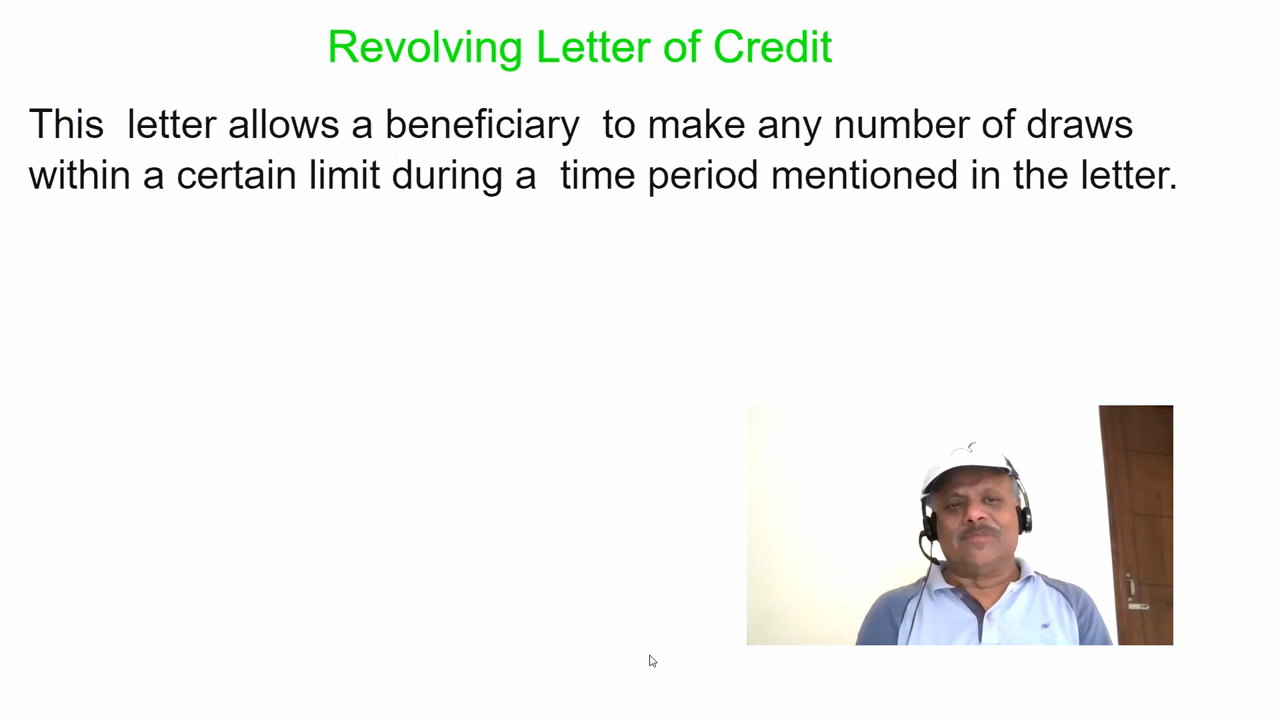 Revolving Letter of Credit
This letter allows a beneficiary to make any number of draws
within a certain limit during a time period mentioned in the letter.